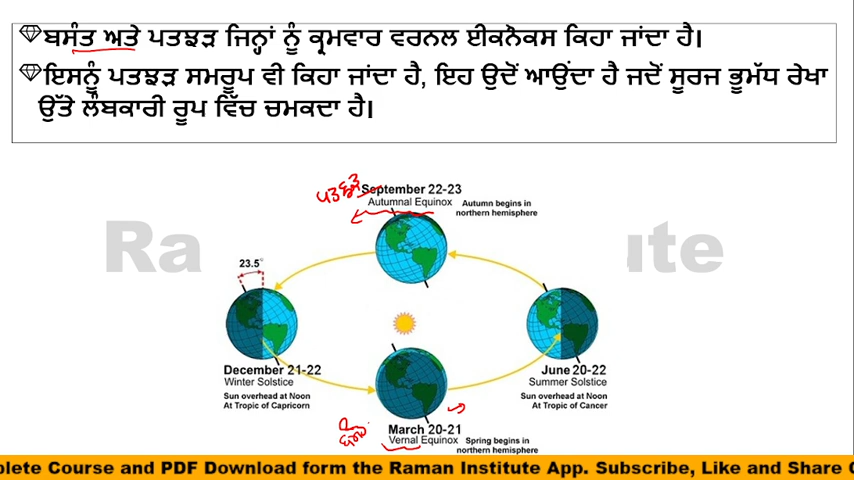 ਬਸੰਤ ਅਤੇ ਪਤਝੜ ਜਿਨ੍ਹਾਂ ਨੂੰ ਕ੍ਰਮਵਾਰ ਵਰਨਲ ਈਕਨੋਕਸ ਕਿਹਾ ਜਾਂਦਾ ਹੈ।
ਇਸਨੂੰ ਪਤਝੜ ਸਮਰੂਪ ਵੀ ਕਿਹਾ ਜਾਂਦਾ ਹੈ, ਇਹ ਉਦੋਂ ਆਉਂਦਾ ਹੈ ਜਦੋਂ ਸੂਰਜ ਭੂਮੱਧ ਰੇਖਾ
ਉੱਤੇ ਲੰਬਕਾਰੀ ਰੂਪ ਵਿੱਚ ਚਮਕਦਾ ਹੈ।
September 22-23
Autumnal Equinox
Autumn begins in
northern hemisphere
23.5°
December 21-22
Winter Solstice
Sun overhead at Noon
At Tropic of Capricorn
June 20-22
Summer Solstice
Sun overhead at Noon
At Tropic of Cancer
March 20-21
Vernal Equinox
Spring begins in
northern hemisphere
plete Course and PDF Download form the Raman Institute App. Subscribe, Like and Share